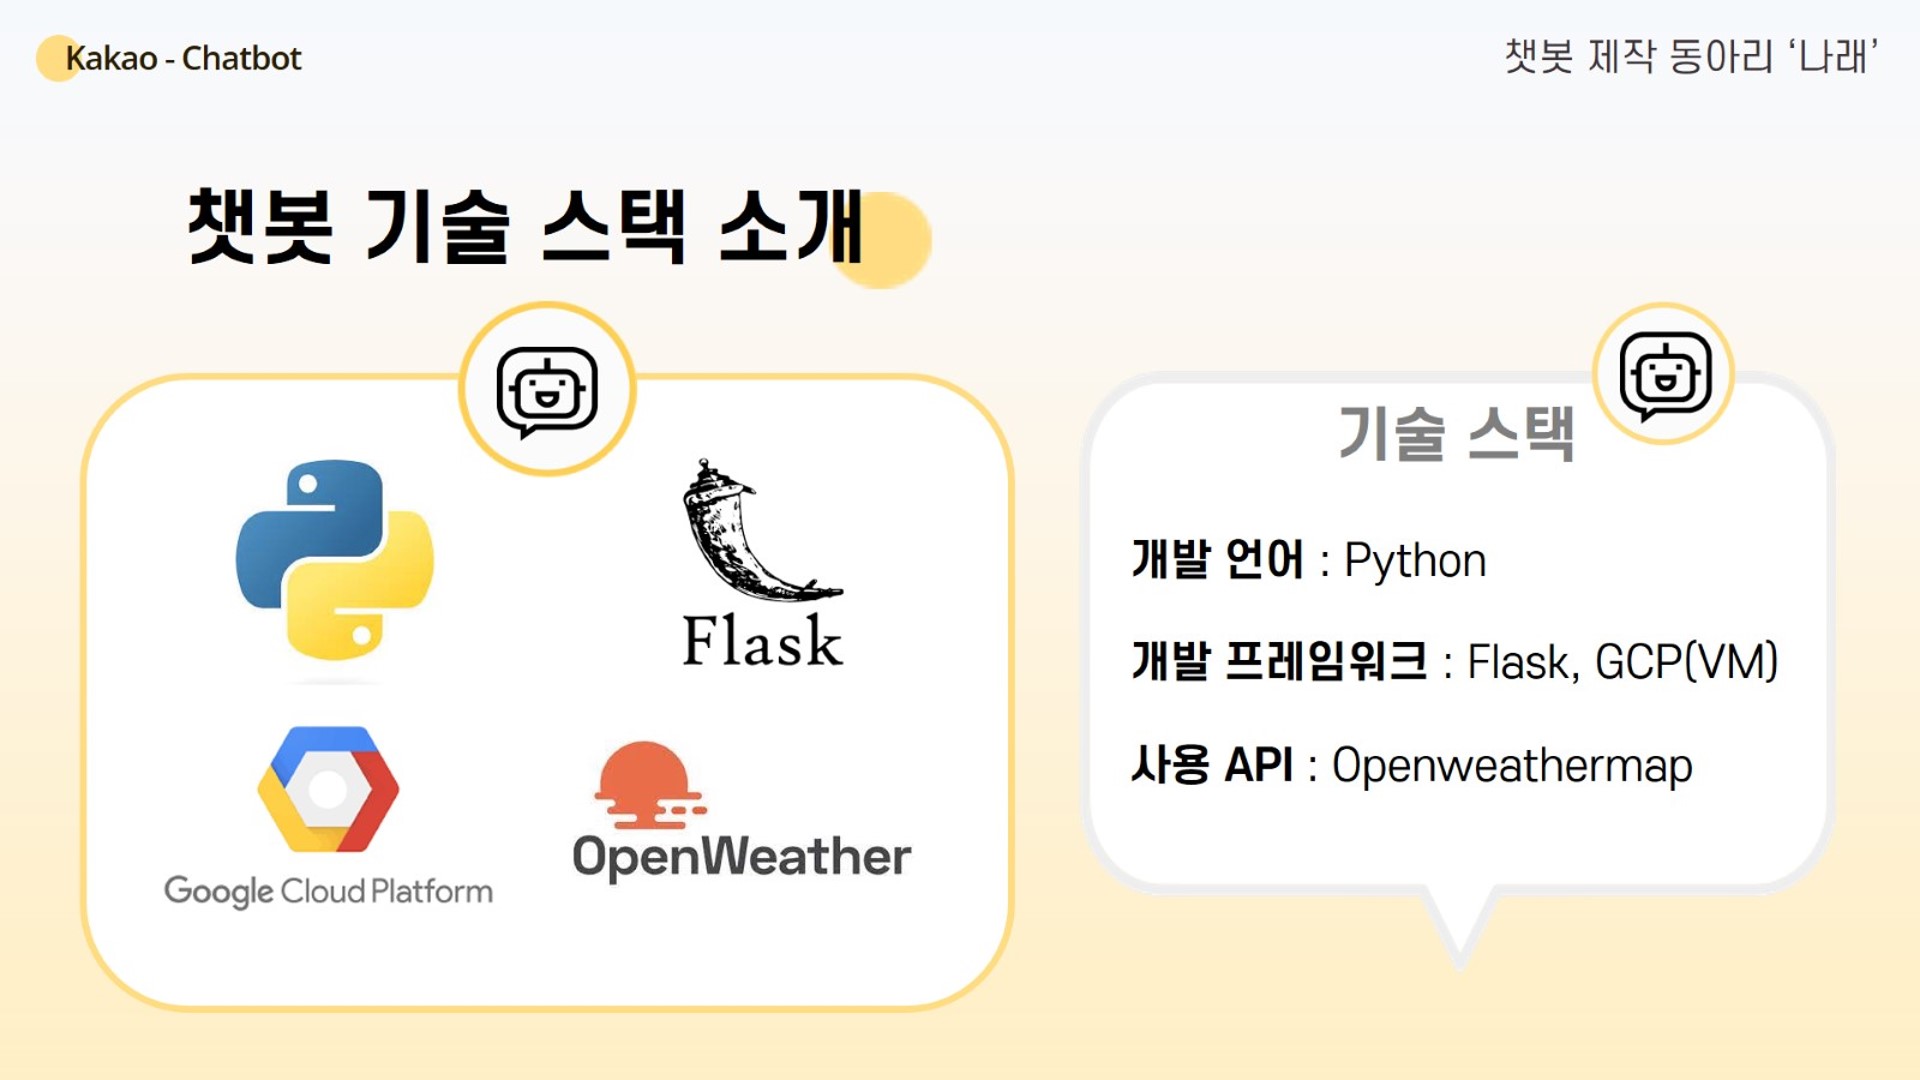 Kakao - Chatbot
챗봇 제작 동아리 ‘나래’
챗봇 기술 스택 소개
Flask
Google Cloud Platform
OpenWeather
기술 스택
개발 언어 : Python
개발 프레임워크 : Flask, GCP(VM)
사용 API : Openweathermap